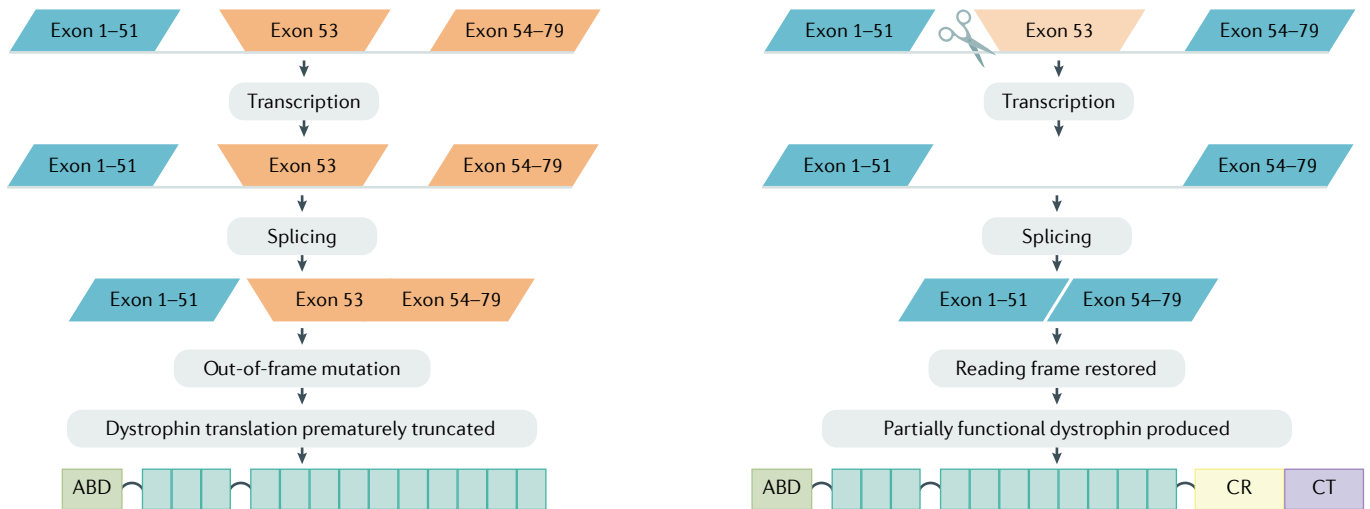 Exon 1–51
Exon 53
Exon 54–79
Transcription
Exon 1–51
Exon 53
Exon 54–79
Splicing
Exon 1–51
Exon 53
Exon 54–79
Out-of-frame mutation
Dystrophin translation prematurely truncated
ABD
Exon 1–51
Exon 53
Exon 54–79
Transcription
Exon 1–51
Exon 54–79
Splicing
Exon 1–51
Exon 54–79
Reading frame restored
Partially functional dystrophin produced
ABD
CR
CT